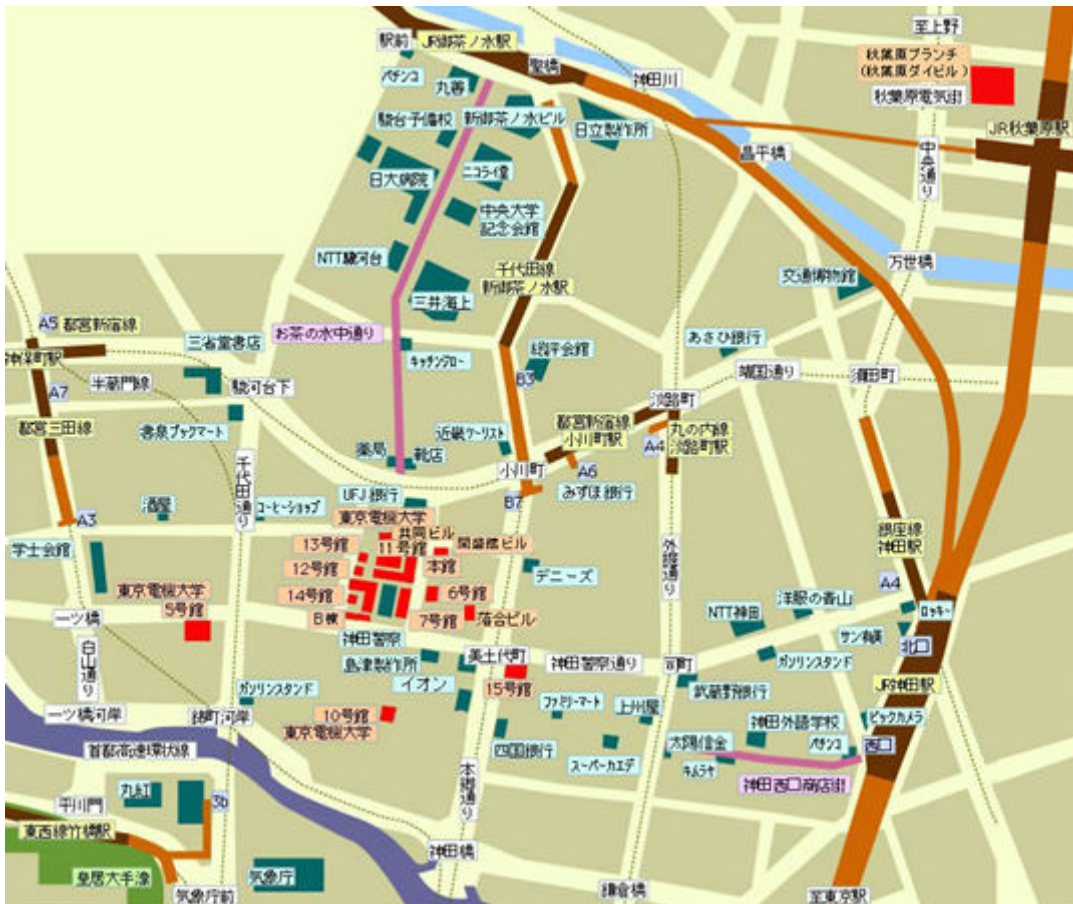 至上野
駅前
JR御茶ノ水駅
聖橋
秋葉原ブランチ
(秋葉原ダイビル)
神田川
パチンコ
丸善
秋葉原電気街
駿台予備校
新御茶ノ水ビル
日立製作所
JR秋葉原駅
昌平橋
中央通り
日大病院
ニコライ堂
中央大学
記念会館
NTT駿河台
千代田線
新御茶ノ水駅
万世橋
交通博物館
三井海上
A5
都営新宿線
お茶の水中通り
三省堂書店
あさひ銀行
神保町駅
キッチンジロー
総評会館
靖国通り
須田町
半蔵門線
駿河台下
B3
A7
淡路町
都営三田線
書泉ブックマート
近畿ツーリスト
都営新宿線
小川町駅
丸の内線
淡路町駅
A4
薬局
靴店
小川町
A6
千代田通り
みずほ銀行
UFJ銀行
B7
酒屋
コーヒーショップ
A3
東京電機大学
共同ビル
学士会館
13号館
11号館
銀座線
神田駅
本館
外堀通り
12号館
デニーズ
A4
東京電機大学
5号館
14号館
6号館
洋服の青山
ロッキー
一ツ橋
B棟
7号館
落合ビル
NTT神田
神田警察
北口
美土代町
神田警察通り
司町
ガソリンスタンド
白山通り
島津製作所
イオン
15号館
JR神田駅
武蔵野銀行
ガソリンスタンド
10号館
東京電機大学
ファミリーマート
上州屋
ビックカメラ
一ツ橋河岸
錦町河岸
神田外語学校
パチンコ
西口
首都高速環状線
四国銀行
太陽信金
スーパーカエデ
キムラヤ
神田西口商店街
本郷通り
丸紅
平川門
3b
東西線竹橋駅
神田橋
皇居大手濠
気象庁
気象庁前
鎌倉橋
至東京駅